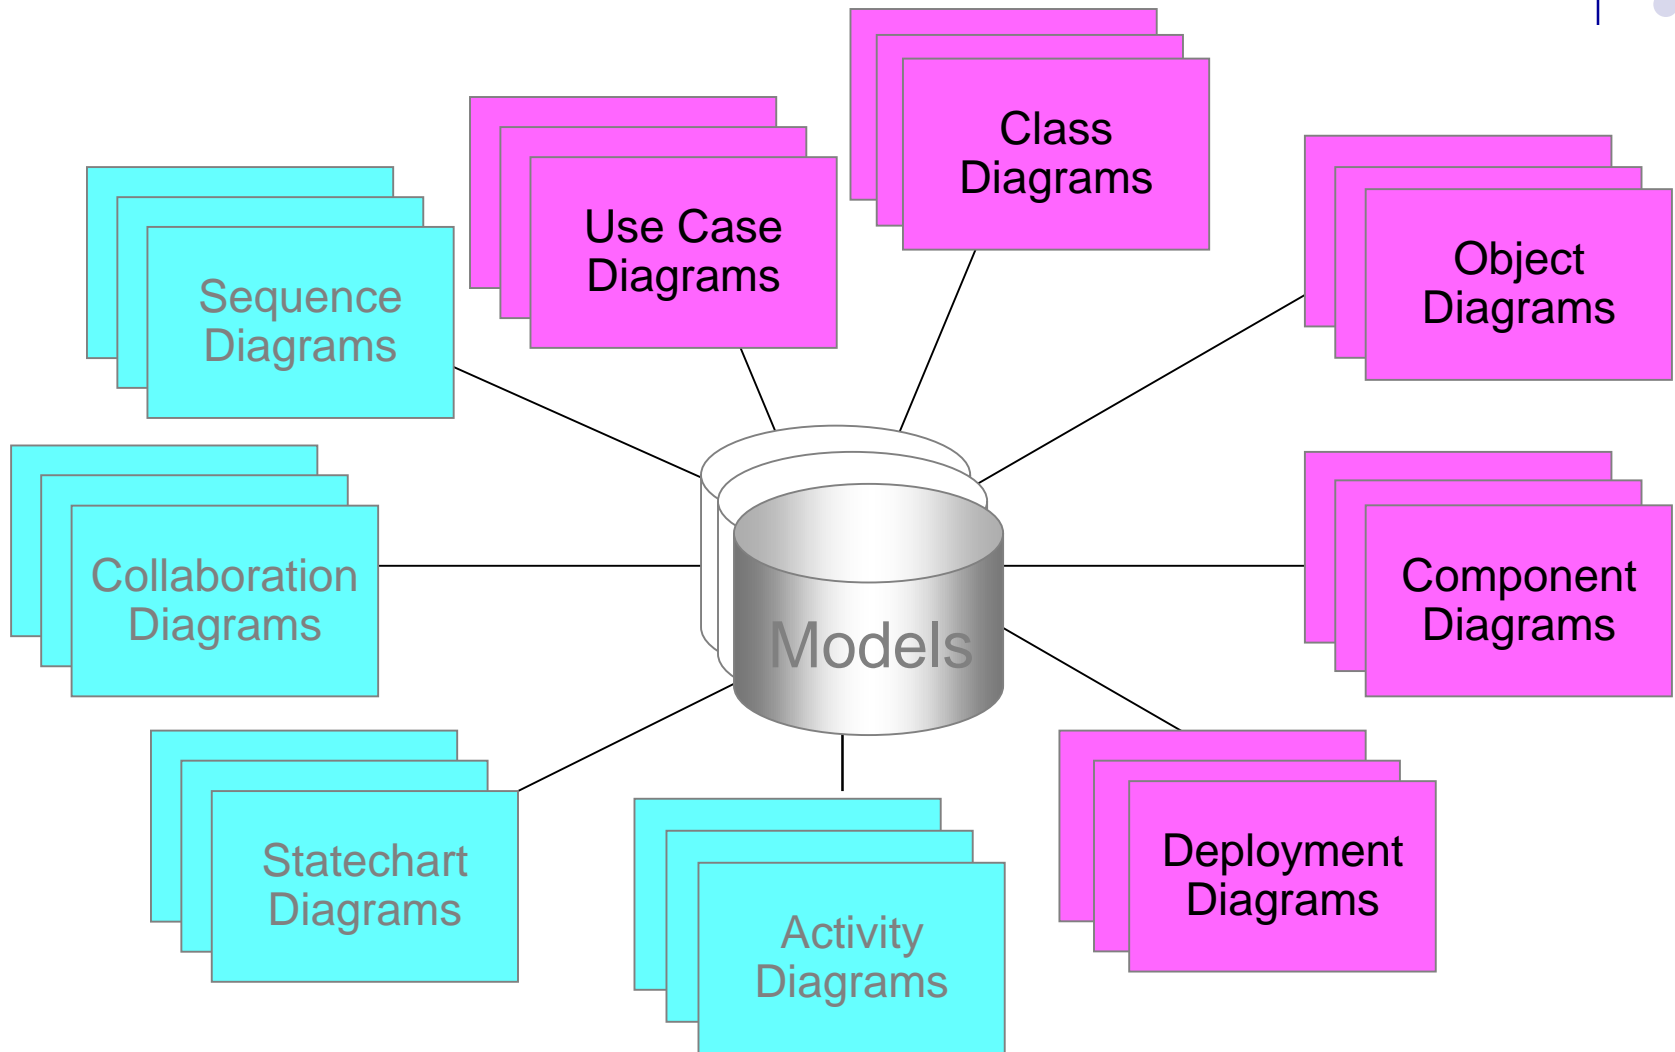 Class
Diagrams
Use Case
Diagrams
Object
Diagrams
Sequence
Diagrams
Collaboration
Diagrams
Component
Diagrams
Models
Statechart
Diagrams
Deployment
Diagrams
Activity
Diagrams